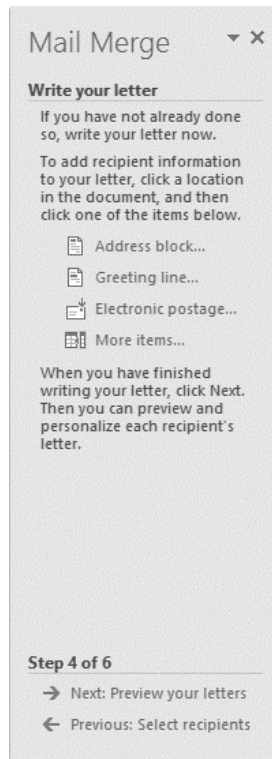 Mail Merge
Write your letter
If you have not already done
so, write your letter now.
To add recipient information
to your letter, click a location
in the document, and then
click one of the items below.
Address block...
Greeting line...
Electronic postage...
More items...
When you have finished
writing your letter, click Next.
Then you can preview and
personalize each recipient's
letter.
Step 4 of 6
Next: Preview your letters
Previous: Select recipients